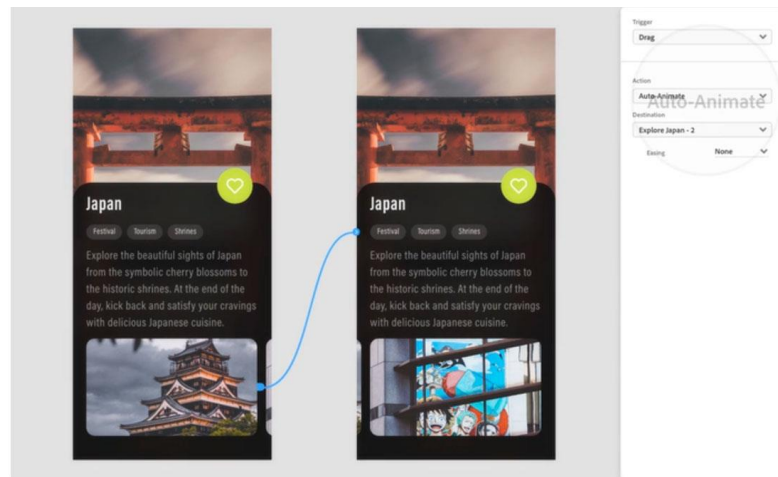 Japan
Festival Tourism Shrines
Explore the beautiful sights of Japan
from the symbolic cherry blossoms to
the historic shrines. At the end of the
day, kick back and satisfy your cravings
with delicious Japanese cuisine.
Japan
Festival Tourism Shrines
Explore the beautiful sights of Japan
from the symbolic cherry blossoms to
the historic shrines. At the end of the
day, kick back and satisfy your cravings
with delicious Japanese cuisine.
Trigger
Drag
Action
Auto-Animate
Auto-Animate
Destination
Explore Japan - 2
Easing None